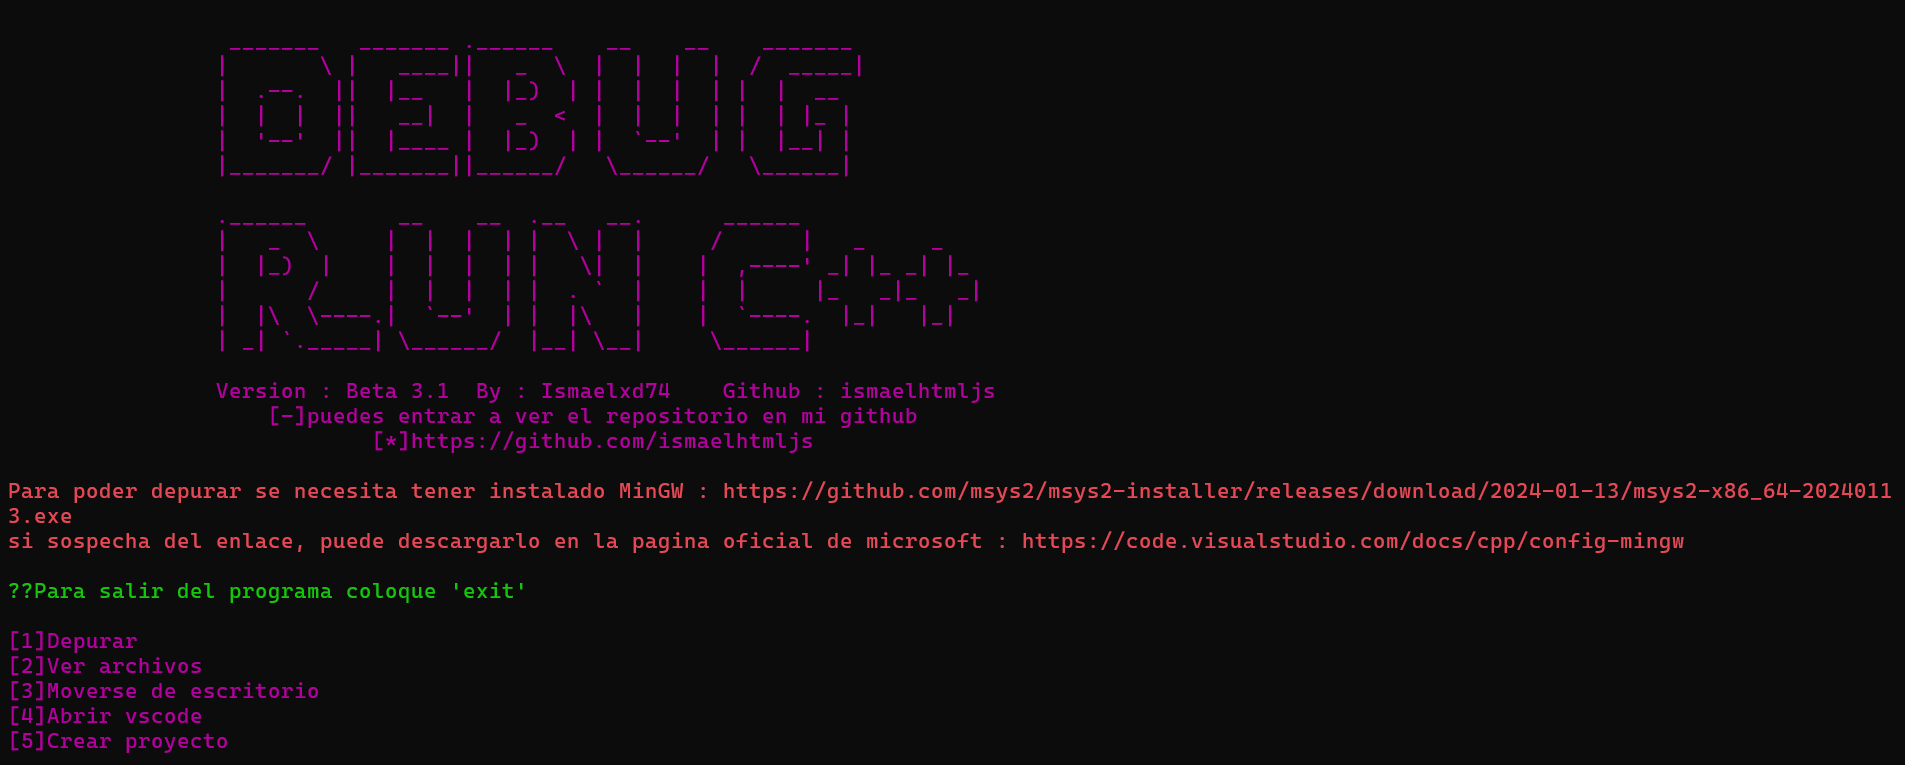 DEBUG
RUN C++
Version : Beta 3.1  By : Ismaelxd74    Github : ismaelhtmljs
[-]puedes entrar a ver el repositorio en mi github
[*]https://github.com/ismaelhtmljs
Para poder depurar se necesita tener instalado MinGW : https://github.com/msys2/msys2-installer/releases/download/2024-01-13/msys2-x86_64-2024011
3.exe
si sospecha del enlace, puede descargarlo en la pagina oficial de microsoft : https://code.visualstudio.com/docs/cpp/config-mingw
??Para salir del programa coloque 'exit'
[1]Depurar
[2]Ver archivos
[3]Moverse de escritorio
[4]Abrir vscode
[5]Crear proyecto